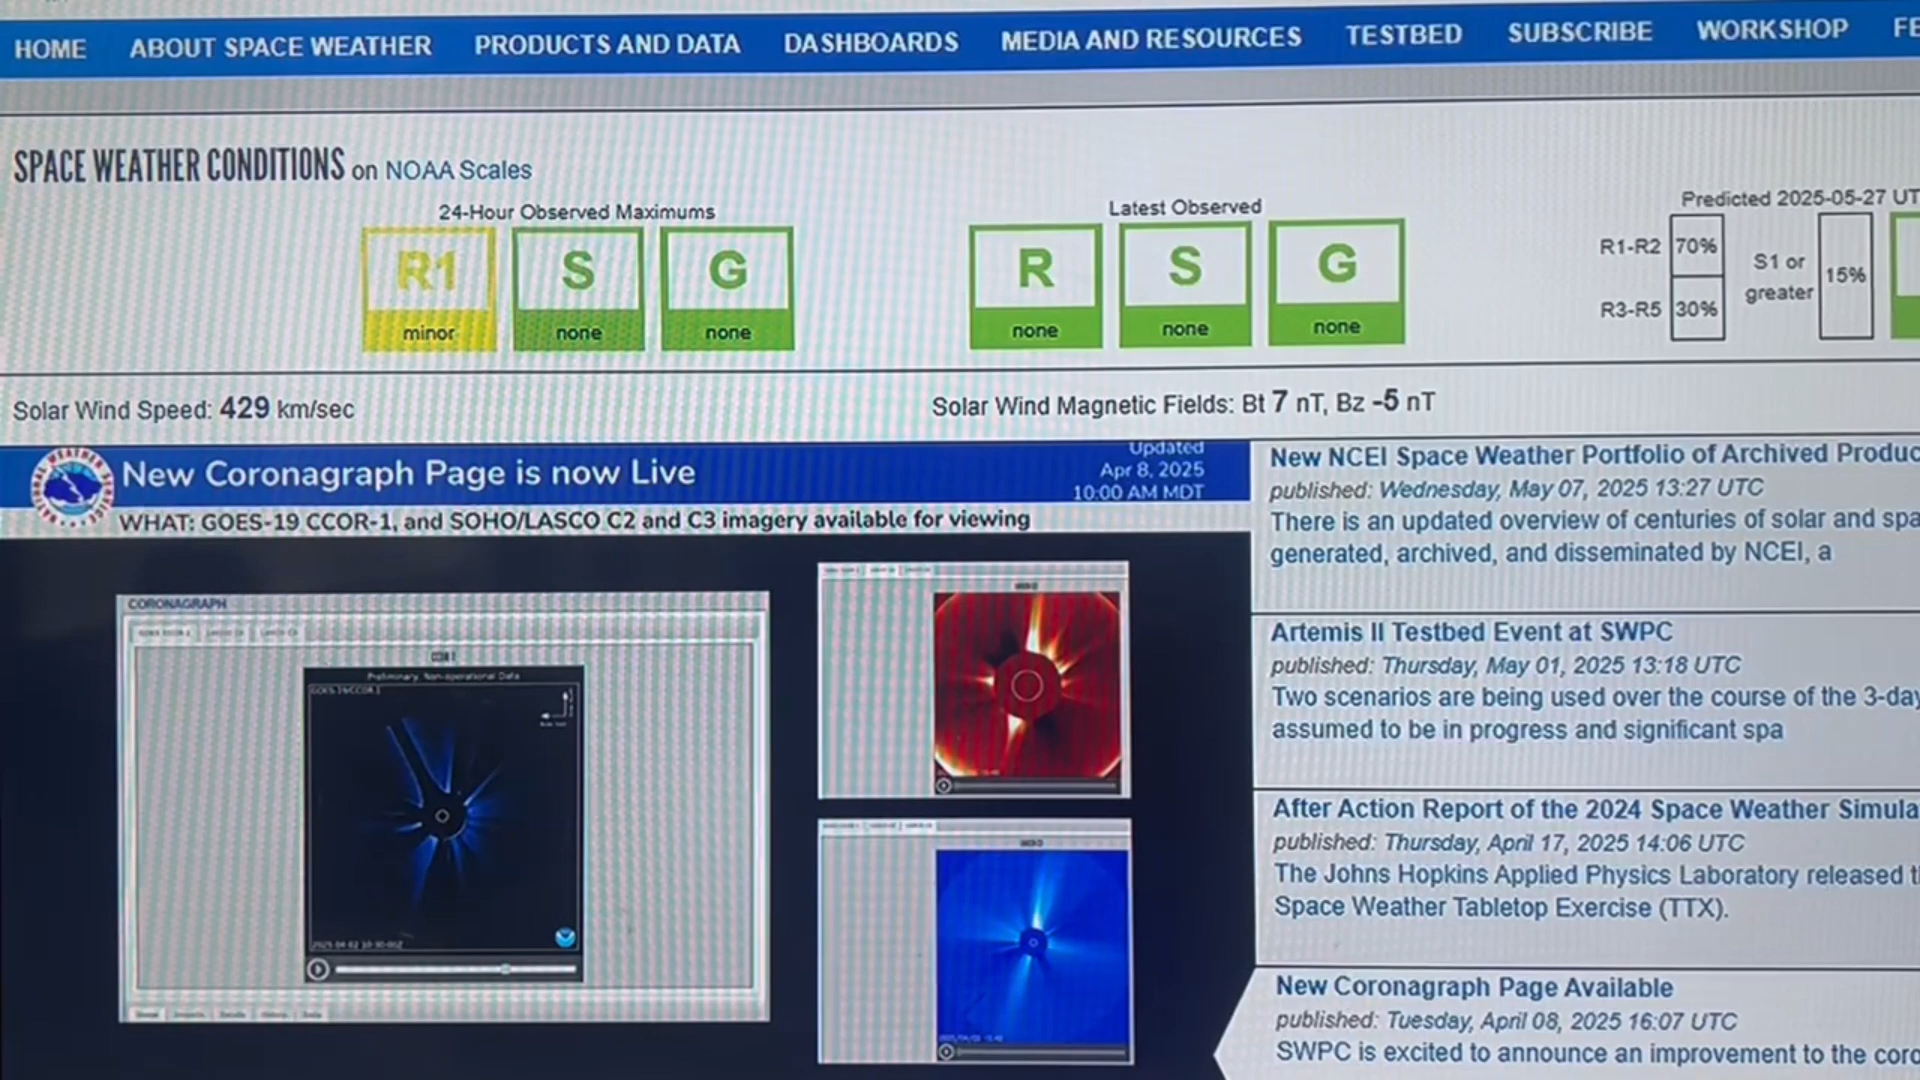 HOME ABOUT SPACE WEATHER PRODUCTS AND DATA DASHBOARDS MEDIA AND RESOURCES TESTBED SUBSCRIBE WORKSHOP FE
SPACE WEATHER CONDITIONS on NOAA Scales
24-Hour Observed Maximums
R1 S G
minor none none
Latest Observed
R S G
none none none
Predicted 2025-05-27 UT
R1-R2 70%
R3-R5 30%
S1 or
greater
15%
Solar Wind Speed: 429 km/sec
Solar Wind Magnetic Fields: Bt 7 nT, Bz -5 nT
New Coronagraph Page is now Live
Updated
Apr 8, 2025
10:00 AM MDT
WHAT: GOES-19 CCOR-1, and SOHO/LASCO C2 and C3 imagery available for viewing
CORONAGRAPH
Preliminary, Non-operational Data
GOES-19/CCOR-1
New NCEI Space Weather Portfolio of Archived Produc
published: Wednesday, May 07, 2025 13:27 UTC
There is an updated overview of centuries of solar and spa
generated, archived, and disseminated by NCEI, a
Artemis II Testbed Event at SWPC
published: Thursday, May 01, 2025 13:18 UTC
Two scenarios are being used over the course of the 3-day
assumed to be in progress and significant spa
After Action Report of the 2024 Space Weather Simula
published: Thursday, April 17, 2025 14:06 UTC
The Johns Hopkins Applied Physics Laboratory released t
Space Weather Tabletop Exercise (TTX).
New Coronagraph Page Available
published: Tuesday, April 08, 2025 16:07 UTC
SWPC is excited to announce an improvement to the coro